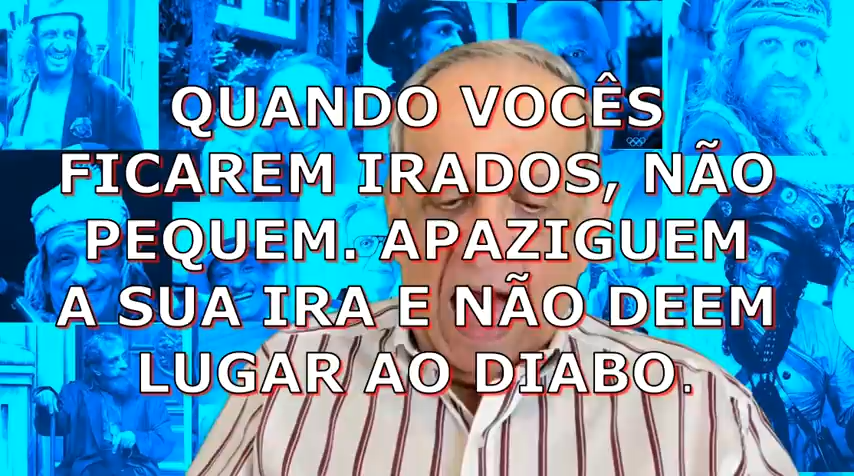 QUANDO VOCÊS
FICAREM IRADOS, NÃO
PEQUEM. APAZIGUEM
A SUA IRA E NÃO DEEM
LUGAR AO DIABO.